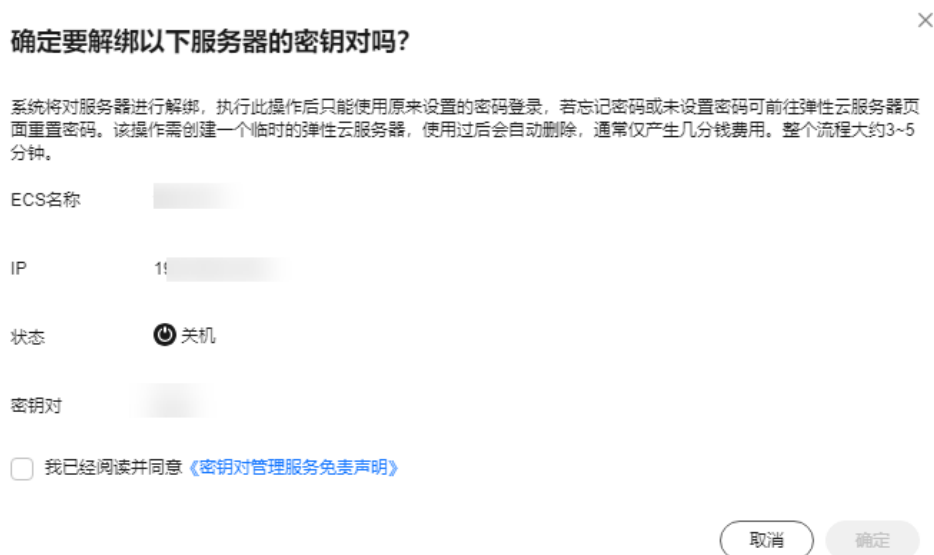 确定要解绑以下服务器的密钥对吗?
系统将对服务器进行解绑，执行此操作后只能使用原来设置的密码登录，若忘记密码或未设置密码可前往弹性云服务器页
面重置密码。该操作需创建一个临时的弹性云服务器，使用过后会自动删除，通常仅产生几分钱费用。整个流程大约3~5
分钟。
ECS名称
IP
状态 关机
密钥对
我已经阅读并同意《密钥对管理服务免责声明》
取消 确定